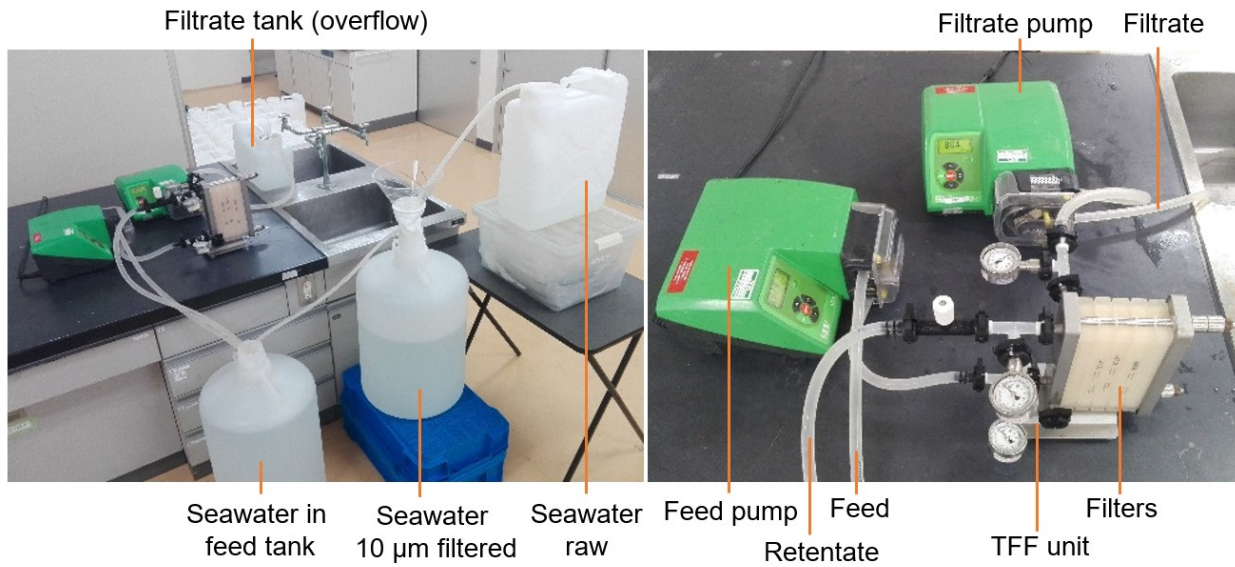 Filtrate tank (overflow)
Filtrate pump
Filtrate
804
Seawater in
feed tank
Seawater
10 µm filtered
Seawater
raw
Feed pump
Feed
Retentate
TFF unit
Filters